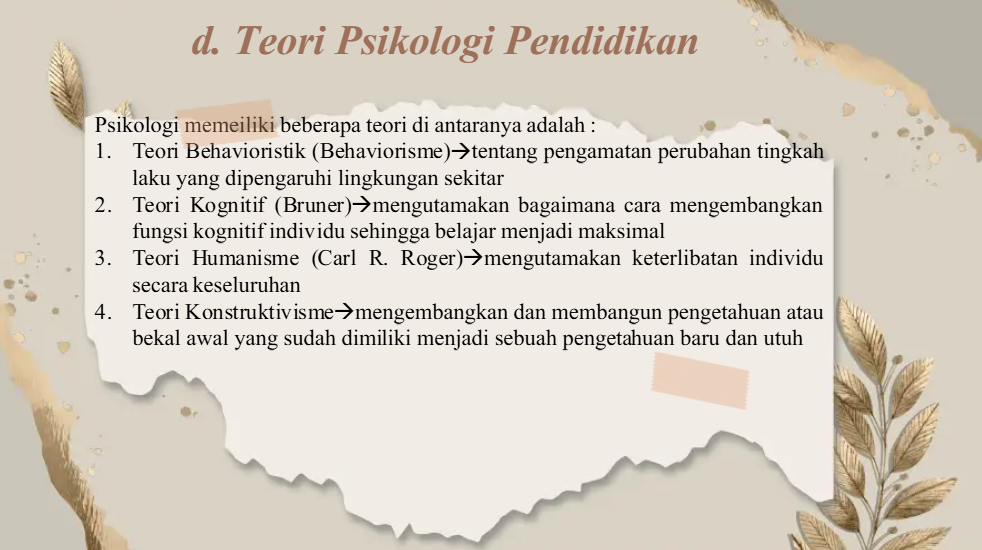 d. Teori Psikologi Pendidikan
Psikologi memeiliki beberapa teori di antaranya adalah :
1. Teori Behavioristik (Behaviorisme)→tentang pengamatan perubahan tingkah
laku yang dipengaruhi lingkungan sekitar
2. Teori Kognitif (Bruner)→mengutamakan bagaimana cara mengembangkan
fungsi kognitif individu sehingga belajar menjadi maksimal
3. Teori Humanisme (Carl R. Roger)→mengutamakan keterlibatan individu
secara keseluruhan
4. Teori Konstruktivisme→mengembangkan dan membangun pengetahuan atau
bekal awal yang sudah dimiliki menjadi sebuah pengetahuan baru dan utuh